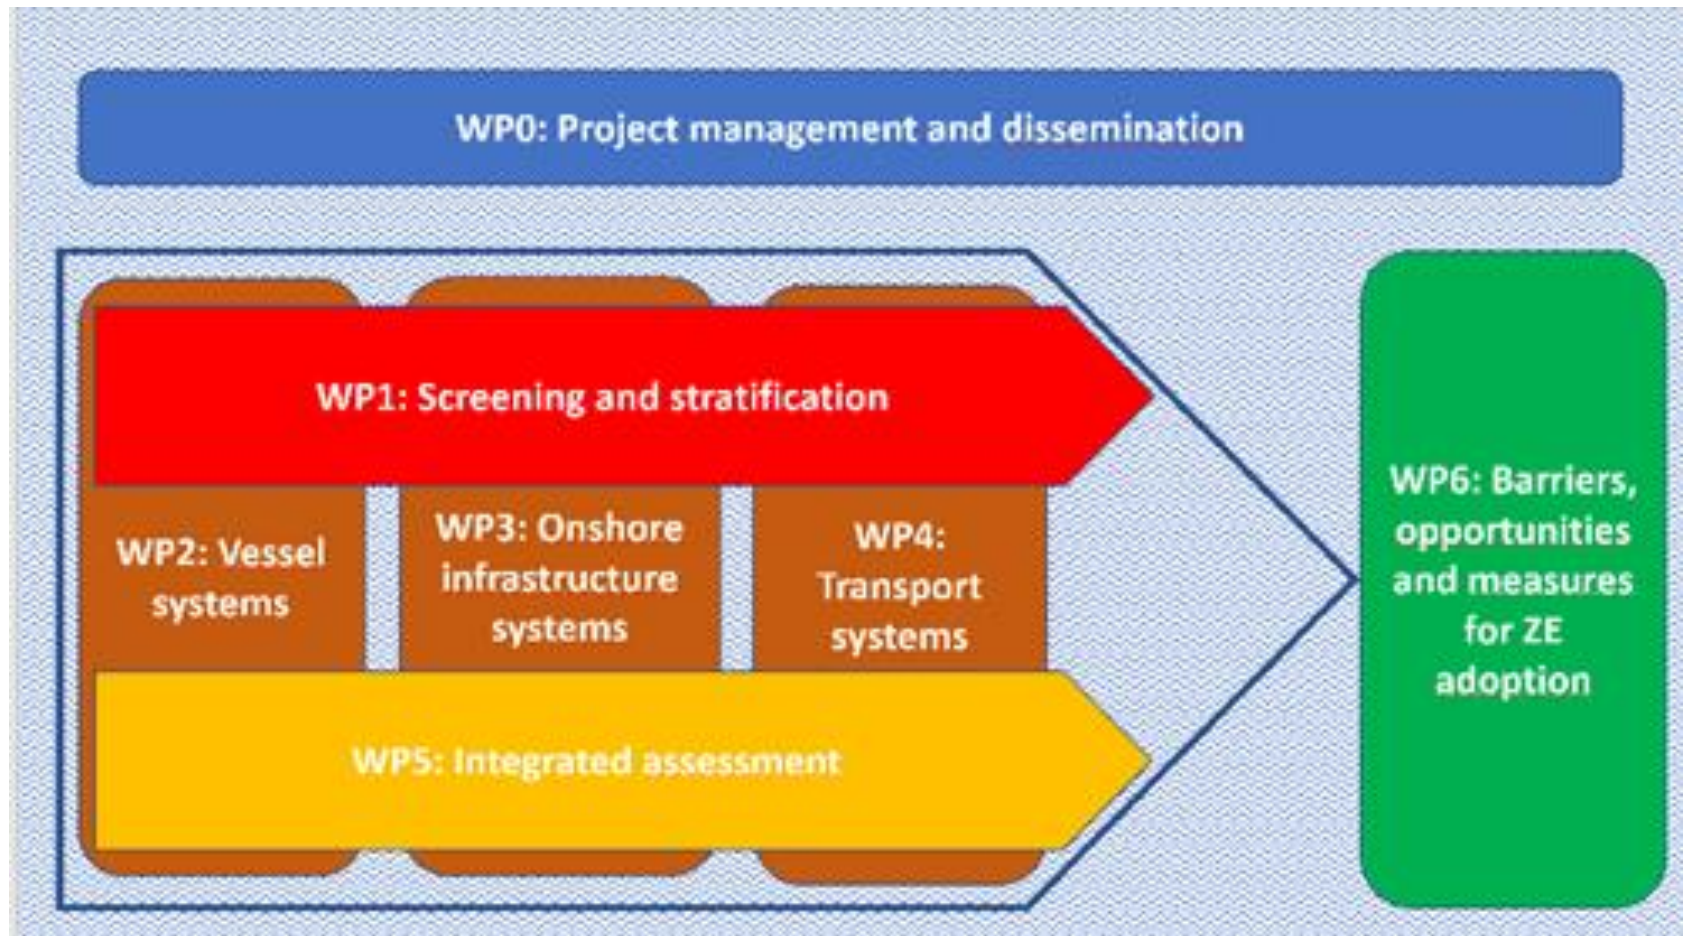 WP0: Project management and dissemination
WP1: Screening and stratification
WP2: Vessel
systems
WP3: Onshore
infrastructure
systems
WP4:
Transport
systems
WP5: Integrated assessment
WP6: Barriers,
opportunities
and measures
for ZE
adoption